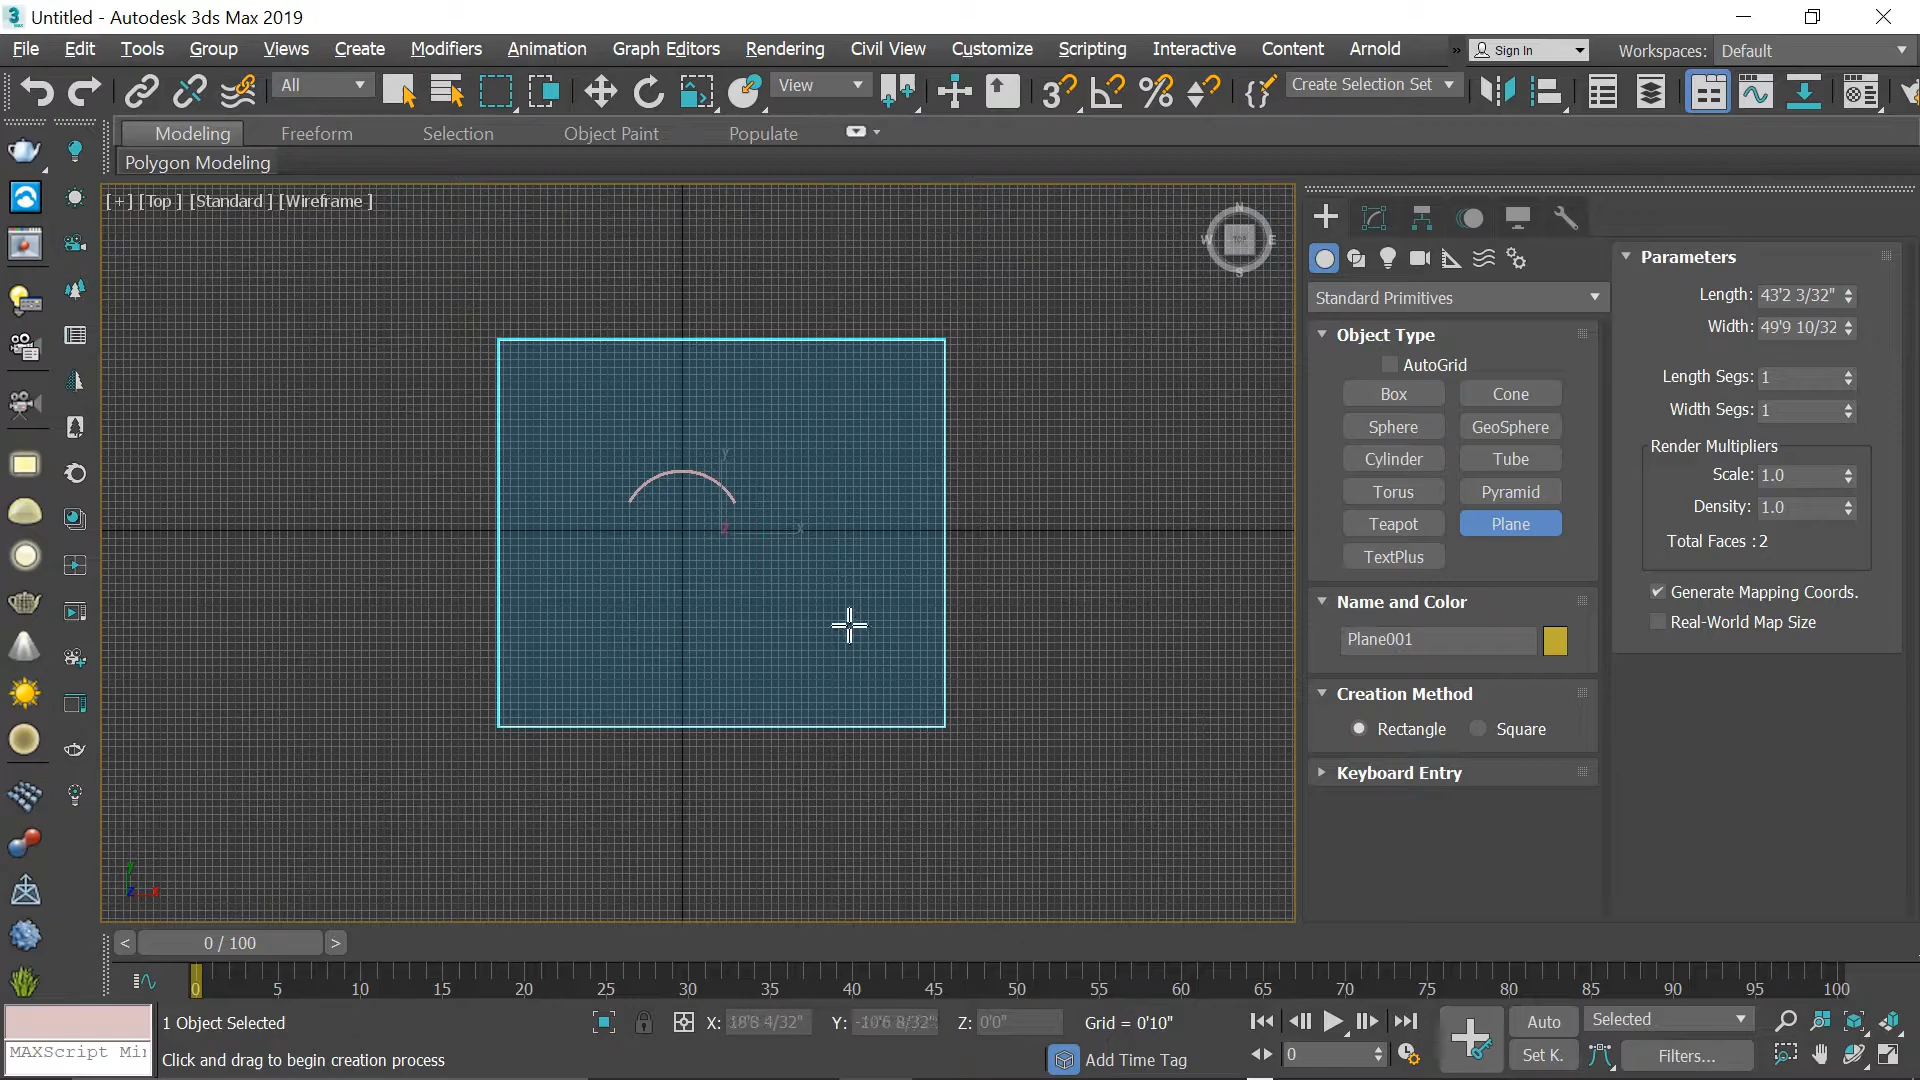 Untitled - Autodesk 3ds Max 2019
File Edit Tools Group Views Create Modifiers Animation Graph Editors Rendering Civil View Customize Scripting Interactive Content Arnold » Sign In Workspaces: Default
All View Create Selection Set
Modeling Freeform Selection Object Paint Populate
Polygon Modeling
[+] [Top ] [Standard ] [Wireframe ]
N
W TOP E
S
Standard Primitives
Object Type
AutoGrid
Box Cone
Sphere GeoSphere
Cylinder Tube
Torus Pyramid
Teapot Plane
TextPlus
Name and Color
Plane001
Creation Method
Rectangle Square
Keyboard Entry
Parameters
Length: 43'2 3/32"
Width: 49'9 10/32
Length Segs: 1
Width Segs: 1
Render Multipliers
Scale: 1.0
Density: 1.0
Total Faces : 2
Generate Mapping Coords.
Real-World Map Size
y
z x
y
z x
< 0 / 100 >
0 5 10 15 20 25 30 35 40 45 50 55 60 65 70 75 80 85 90 95 100
1 Object Selected X: 18'8 4/32" Y: -10'6 8/32" Z: 0'0" Grid = 0'10" Auto Selected
MAXScript Mi Click and drag to begin creation process Add Time Tag 0 Set K. Filters...